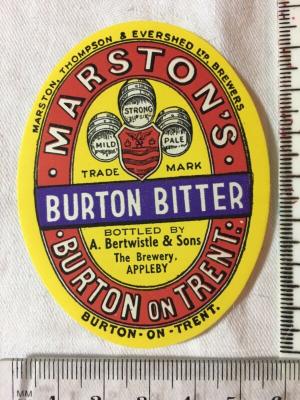 MARSTON, THOMPSON & EVERSHED LTD BREWERS
· MARSTON'S ·
STRONG
MILD
PALE
TRADE MARK
BURTON BITTER
BOTTLED BY
A. Bertwistle & Sons
The Brewery,
APPLEBY
BURTON ON TRENT.
BURTON-ON-TRENT.
MM
1 2 3 4 5 6